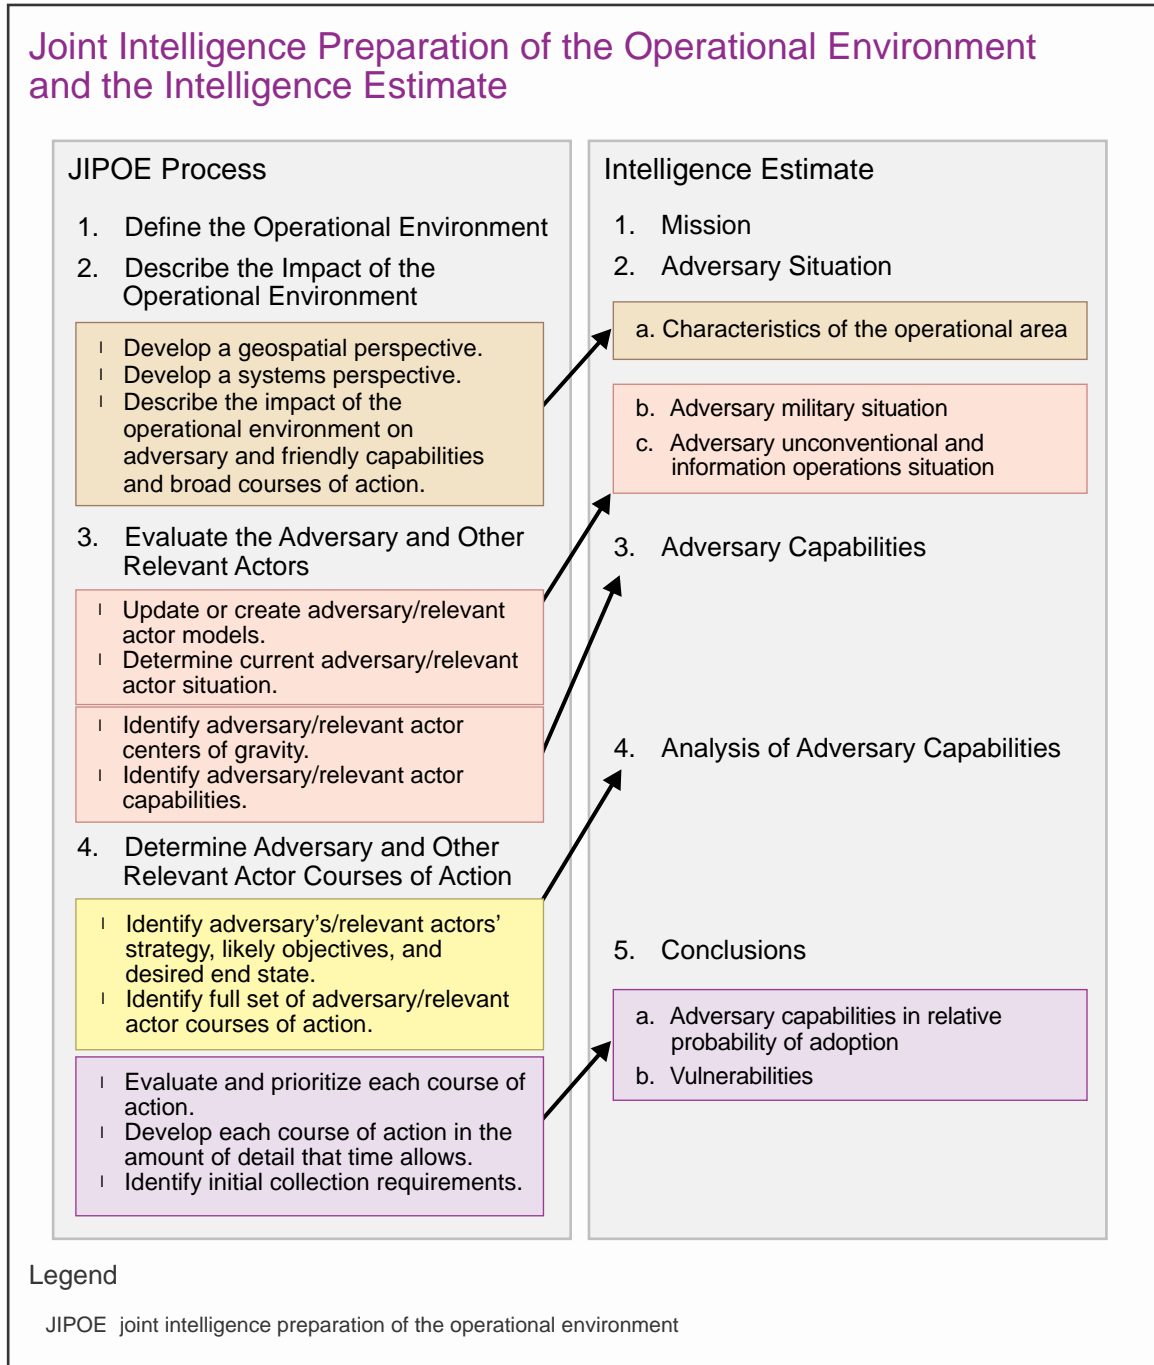 Joint Intelligence Preparation of the Operational Environment
and the Intelligence Estimate
JIPOE Process
1. Define the Operational Environment
2. Describe the Impact of the
Operational Environment
l Develop a geospatial perspective.
l Develop a systems perspective.
l Describe the impact of the
operational environment on
adversary and friendly capabilities
and broad courses of action.
3. Evaluate the Adversary and Other
Relevant Actors
l Update or create adversary/relevant
actor models.
l Determine current adversary/relevant
actor situation.
l Identify adversary/relevant actor
centers of gravity.
l Identify adversary/relevant actor
capabilities.
4. Determine Adversary and Other
Relevant Actor Courses of Action
l Identify adversary’s/relevant actors’
strategy, likely objectives, and
desired end state.
l Identify full set of adversary/relevant
actor courses of action.
l Evaluate and prioritize each course of
action.
l Develop each course of action in the
amount of detail that time allows.
l Identify initial collection requirements.
Intelligence Estimate
1. Mission
2. Adversary Situation
a. Characteristics of the operational area
b. Adversary military situation
c. Adversary unconventional and
information operations situation
3. Adversary Capabilities
4. Analysis of Adversary Capabilities
5. Conclusions
a. Adversary capabilities in relative
probability of adoption
b. Vulnerabilities
Legend
JIPOE joint intelligence preparation of the operational environment